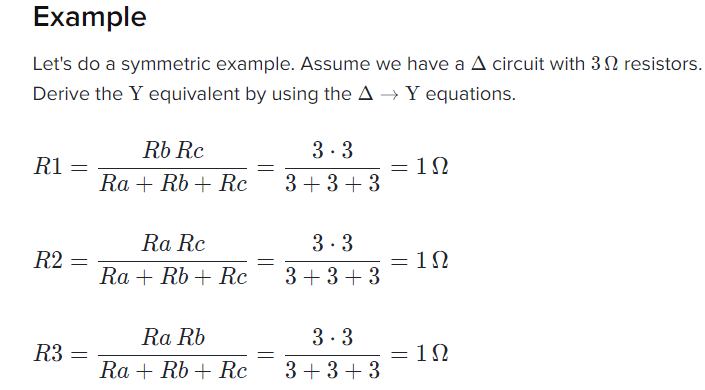 Example
Let's do a symmetric example. Assume we have a Δ circuit with 3 Ω resistors.
Derive the Y equivalent by using the Δ → Y equations.
R1 = Rb Rc / Ra + Rb + Rc = 3 · 3 / 3 + 3 + 3 = 1 Ω
R2 = Ra Rc / Ra + Rb + Rc = 3 · 3 / 3 + 3 + 3 = 1 Ω
R3 = Ra Rb / Ra + Rb + Rc = 3 · 3 / 3 + 3 + 3 = 1 Ω